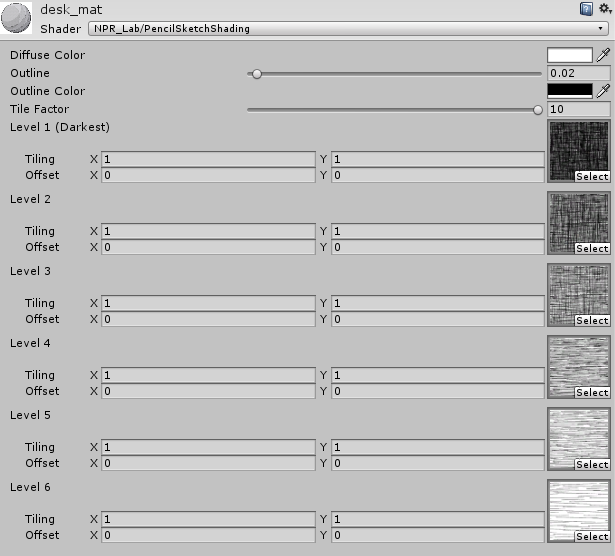 desk_mat
Shader NPR_Lab/PencilSketchShading
Diffuse Color
Outline 0.02
Outline Color
Tile Factor 10
Level 1 (Darkest)
Tiling X 1 Y 1
Offset X 0 Y 0 Select
Level 2
Tiling X 1 Y 1
Offset X 0 Y 0 Select
Level 3
Tiling X 1 Y 1
Offset X 0 Y 0 Select
Level 4
Tiling X 1 Y 1
Offset X 0 Y 0 Select
Level 5
Tiling X 1 Y 1
Offset X 0 Y 0 Select
Level 6
Tiling X 1 Y 1
Offset X 0 Y 0 Select